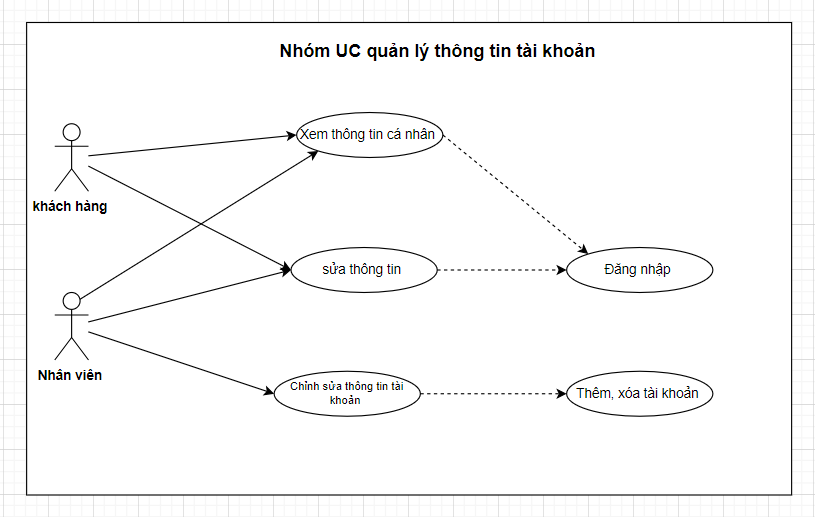 Nhóm UC quản lý thông tin tài khoản
Xem thông tin cá nhân
khách hàng
sửa thông tin
Đăng nhập
Nhân viên
Chỉnh sửa thông tin tài
khoản
Thêm, xóa tài khoản